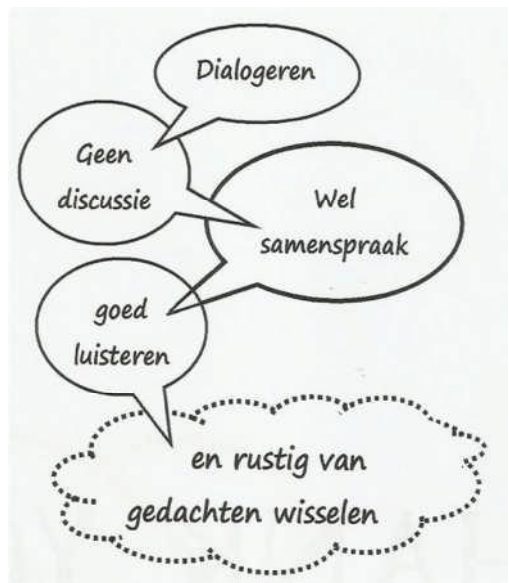 Dialogeren
Geen
discussie
Wel
samenspraak
goed
luisteren
en rustig van
gedachten wisselen